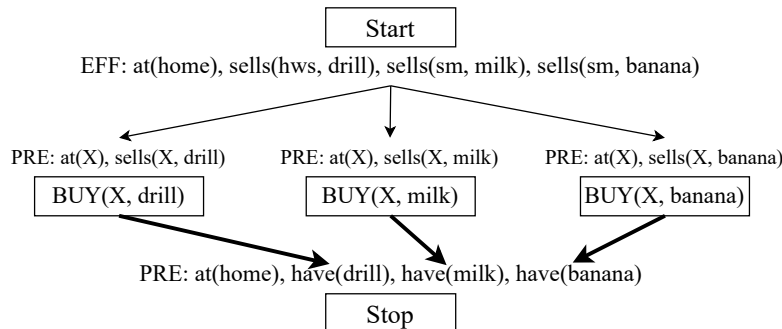 Start
EFF: at(home), sells(hws, drill), sells(sm, milk), sells(sm, banana)
PRE: at(X), sells(X, drill) PRE: at(X), sells(X, milk) PRE: at(X), sells(X, banana)
BUY(X, drill) BUY(X, milk) BUY(X, banana)
PRE: at(home), have(drill), have(milk), have(banana)
Stop